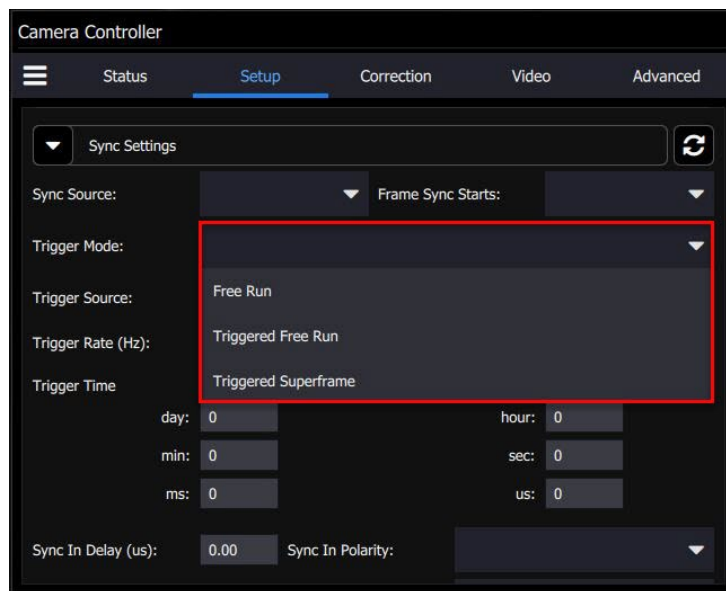 Camera Controller
Status Setup Correction Video Advanced
Sync Settings
Sync Source: Frame Sync Starts:
Trigger Mode:
Free Run
Trigger Source:
Triggered Free Run
Trigger Rate (Hz):
Triggered Superframe
Trigger Time
day: 0 hour: 0
min: 0 sec: 0
ms: 0 us: 0
Sync In Delay (us): 0.00 Sync In Polarity: